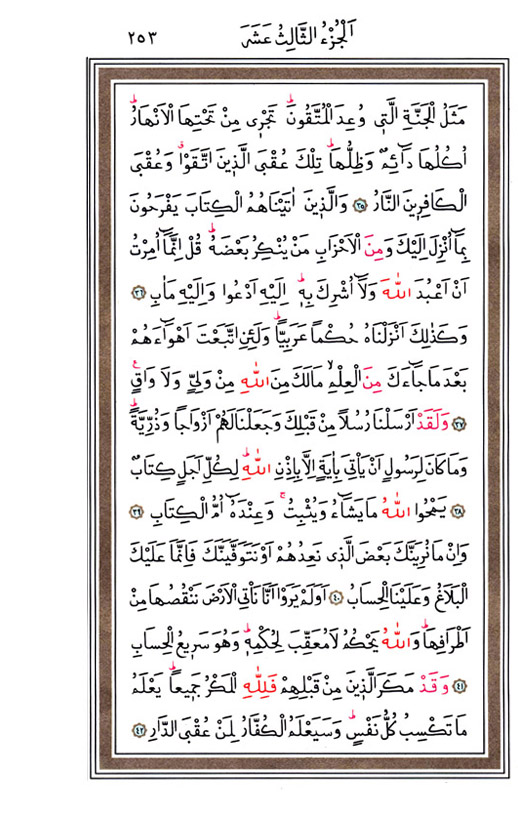 اَلْجُزْءُ الثَّالِثُ عَشَرَ ٢٥٣
مَثَلُ الْجَنَّةِ الَّتٖي وُعِدَ الْمُتَّقُونَؕ تَجْرٖي مِنْ تَحْتِهَا الْاَنْهَارُؕ
اُكُلُهَا دَٓائِمٌ وَظِلُّهَاؕ تِلْكَ عُقْبَى الَّذٖينَ اتَّقَوْاࣗ وَعُقْبَى
الْكَافِرٖينَ النَّارُ ﴿٣٥﴾ وَالَّذٖينَ اٰتَيْنَاهُمُ الْكِتَابَ يَفْرَحُونَ
بِمَٓا اُنْزِلَ اِلَيْكَ وَمِنَ الْاَحْزَابِ مَنْ يُنْكِرُ بَعْضَهُؕ قُلْ اِنَّمَٓا اُمِرْتُ
اَنْ اَعْبُدَ اللّٰهَ وَلَٓا اُشْرِكَ بِهٖؕ اِلَيْهِ اَدْعُوا وَاِلَيْهِ مَاٰبِ ﴿٣٦﴾
وَكَذٰلِكَ اَنْزَلْنَاهُ حُكْماً عَرَبِياًّؕ وَلَئِنِ اتَّبَعْتَ اَهْوَٓاءَهُمْ
بَعْدَ مَا جَٓاءَكَ مِنَ الْعِلْمِۙ مَا لَكَ مِنَ اللّٰهِ مِنْ وَلِيٍّ وَلَا وَاقٍࣖ
﴿٣٧﴾ وَلَقَدْ اَرْسَلْنَا رُسُلاً مِنْ قَبْلِكَ وَجَعَلْنَا لَهُمْ اَزْوَاجاً وَذُرِّيَّةًؕ
وَمَا كَانَ لِرَسُولٍ اَنْ يَأْتِيَ بِاٰيَةٍ اِلَّا بِاِذْنِ اللّٰهِؕ لِكُلِّ اَجَلٍ كِتَابٌ
﴿٣٨﴾ يَمْحُوا اللّٰهُ مَا يَشَٓاءُ وَيُثْبِتُۚ وَعِنْدَهُٓ اُمُّ الْكِتَابِ ﴿٣٩﴾
وَاِنْ مَا نُرِيَنَّكَ بَعْضَ الَّذٖي نَعِدُهُمْ اَوْ نَتَوَفَّيَنَّكَ فَاِنَّمَا عَلَيْكَ
الْبَلَاغُ وَعَلَيْنَا الْحِسَابُ ﴿٤٠﴾ اَوَلَمْ يَرَوْا اَنَّا نَأْتِي الْاَرْضَ نَنْقُصُهَا مِنْ
اَطْرَافِهَاؕ وَاللّٰهُ يَحْكُمُ لَا مُعَقِّبَ لِحُكْمِهٖؕ وَهُوَ سَرٖيعُ الْحِسَابِ
﴿٤١﴾ وَقَدْ مَكَرَ الَّذٖينَ مِنْ قَبْلِهِمْ فَلِلّٰهِ الْمَكْرُ جَمٖيعاًؕ يَعْلَمُ
مَا تَكْسِبُ كُلُّ نَفْسٍؕ وَسَيَعْلَمُ الْكُفَّارُ لِمَنْ عُقْبَى الدَّارِ ﴿٤٢﴾